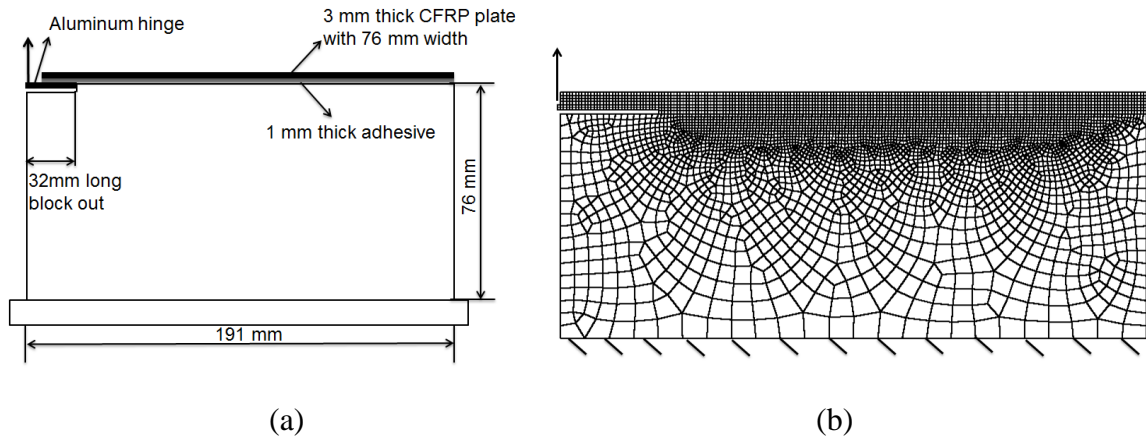 Aluminum hinge
3 mm thick CFRP plate
with 76 mm width
1 mm thick adhesive
32mm long
block out
76 mm
191 mm
(a)
(b)